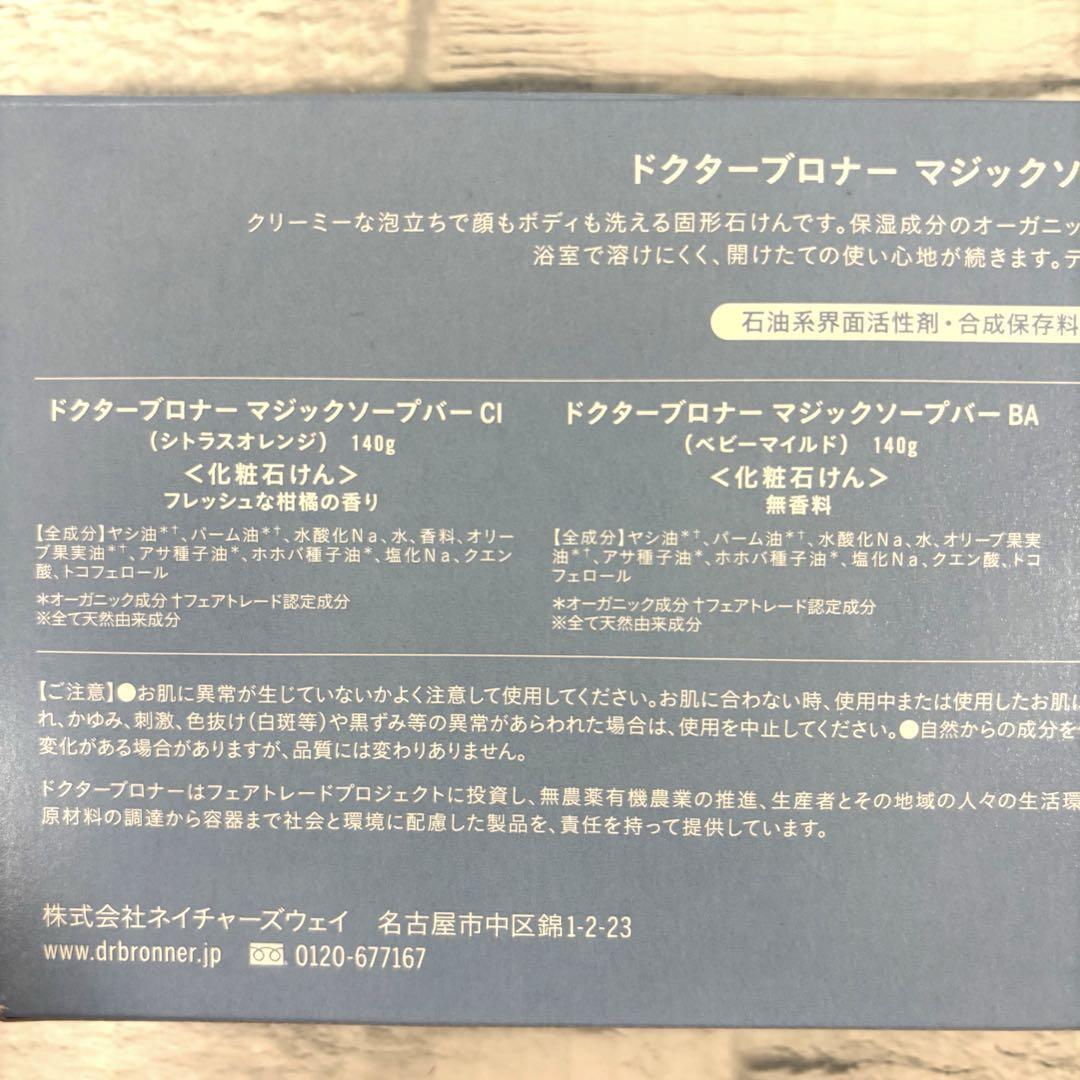 ドクターブロナー マジックソ
クリーミーな泡立ちで顔もボディも洗える固形石けんです。保湿成分のオーガニッ
浴室で溶けにくく、開けたての使い心地が続きます。デ
石油系界面活性剤・合成保存料
ドクターブロナー マジックソープバー CI
(シトラスオレンジ) 140g
<化粧石けん>
フレッシュな柑橘の香り
【全成分】ヤシ油*†、パーム油*†、水酸化Na、水、香料、オリー
ブ果実油*†、アサ種子油*、ホホバ種子油*、塩化Na、クエン
酸、トコフェロール
*オーガニック成分 †フェアトレード認定成分
※全て天然由来成分
ドクターブロナー マジックソープバー BA
(ベビーマイルド) 140g
<化粧石けん>
無香料
【全成分】ヤシ油*†、パーム油*†、水酸化Na、水、オリーブ果実
油*†、アサ種子油*、ホホバ種子油*、塩化Na、クエン酸、トコ
フェロール
*オーガニック成分 †フェアトレード認定成分
※全て天然由来成分
【ご注意】●お肌に異常が生じていないかよく注意して使用してください。お肌に合わない時、使用中または使用したお肌に
れ、かゆみ、刺激、色抜け(白斑等)や黒ずみ等の異常があらわれた場合は、使用を中止してください。●自然からの成分を
変化がある場合がありますが、品質には変わりありません。
ドクターブロナーはフェアトレードプロジェクトに投資し、無農薬有機農業の推進、生産者とその地域の人々の生活環
原材料の調達から容器まで社会と環境に配慮した製品を、責任を持って提供しています。
株式会社ネイチャーズウェイ 名古屋市中区錦1-2-23
www.drbronner.jp 0120-677167